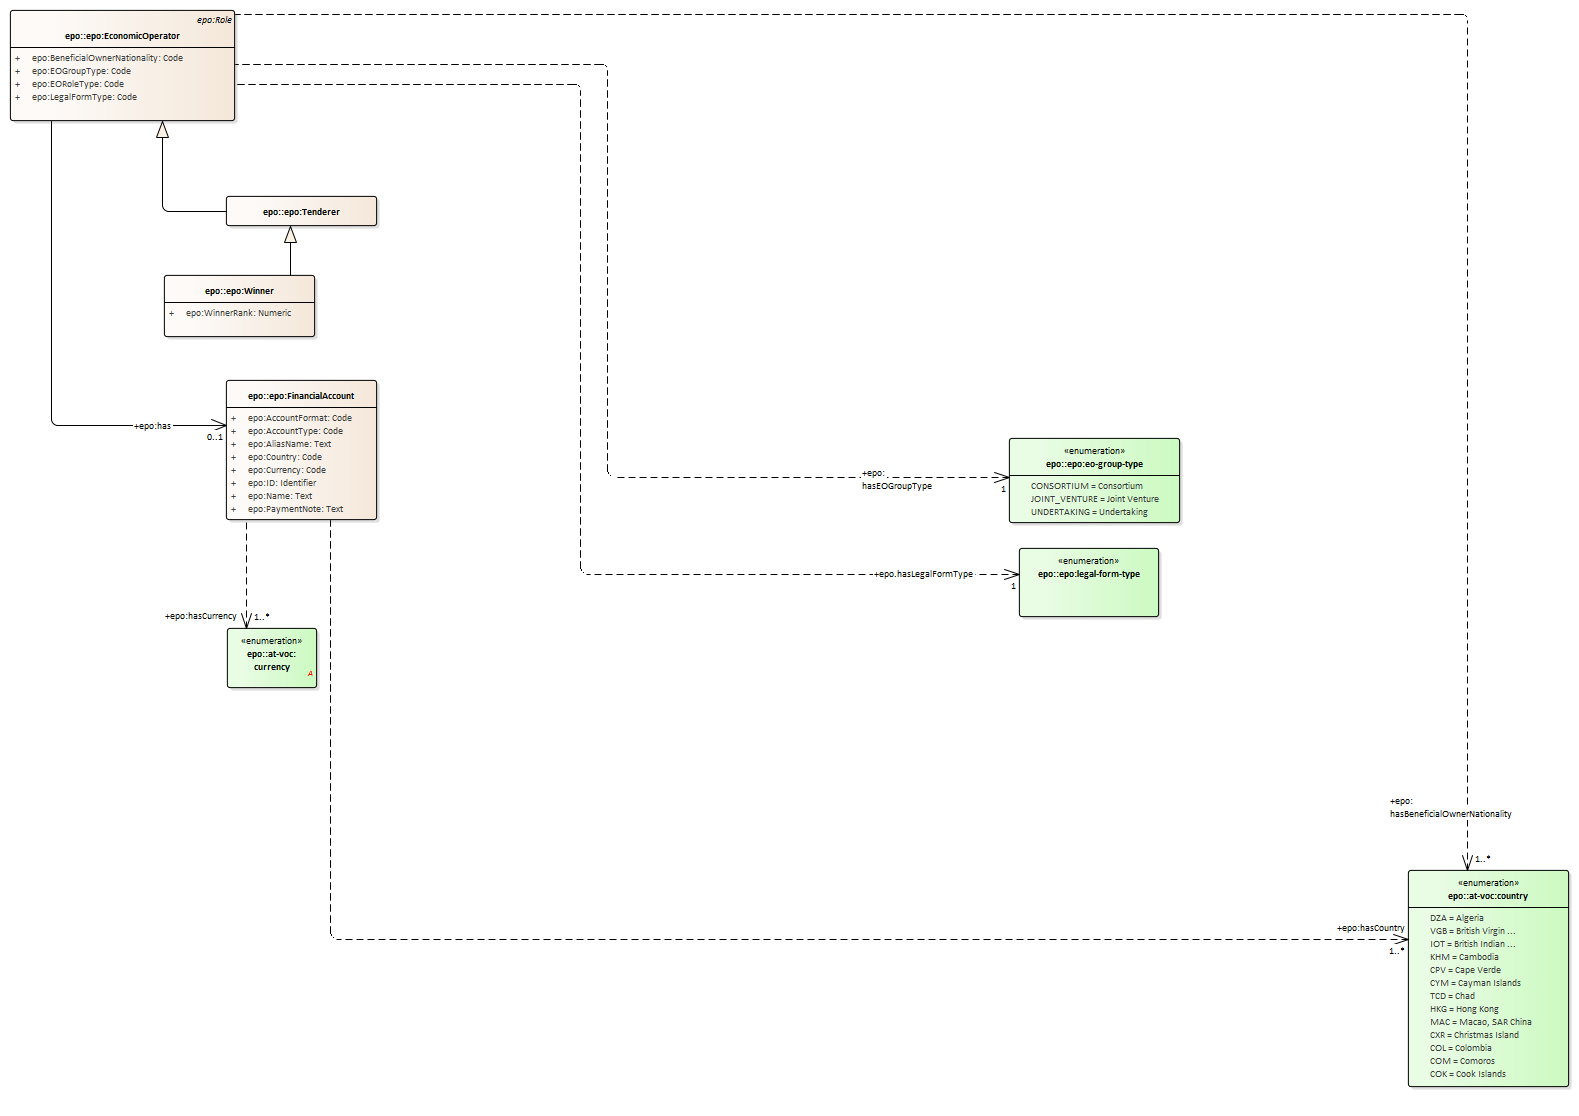 epo:Role
epo::epo:EconomicOperator
+ epo:BeneficialOwnerNationality: Code
+ epo:EOGroupType: Code
+ epo:EORoleType: Code
+ epo:LegalFormType: Code
epo::epo:Tenderer
epo::epo:Winner
+ epo:WinnerRank: Numeric
epo::epo:FinancialAccount
+ epo:AccountFormat: Code
+ epo:AccountType: Code
+ epo:AliasName: Text
+ epo:Country: Code
+ epo:Currency: Code
+ epo:ID: Identifier
+ epo:Name: Text
+ epo:PaymentNote: Text
+epo:has
0..1
+epo:
hasEOGroupType
1
«enumeration»
epo::epo:eo-group-type
CONSORTIUM = Consortium
JOINT_VENTURE = Joint Venture
UNDERTAKING = Undertaking
+epo.hasLegalFormType
1
«enumeration»
epo::epo:legal-form-type
+epo:hasCurrency
1..*
«enumeration»
epo::at-voc:
currency
A
+epo:
hasBeneficialOwnerNationality
1..*
+epo:hasCountry
1..*
«enumeration»
epo::at-voc:country
DZA = Algeria
VGB = British Virgin ...
IOT = British Indian ...
KHM = Cambodia
CPV = Cape Verde
CYM = Cayman Islands
TCD = Chad
HKG = Hong Kong
MAC = Macao, SAR China
CXR = Christmas Island
COL = Colombia
COM = Comoros
COK = Cook Islands